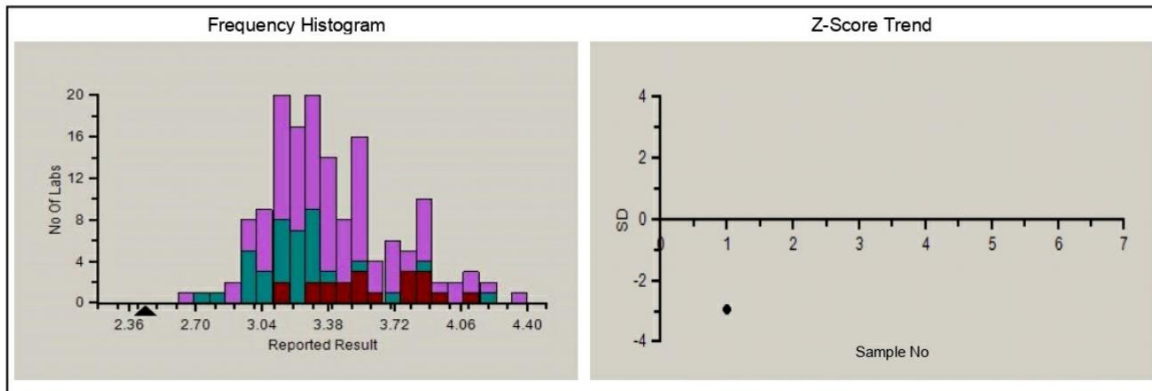 Frequency Histogram
20
16
12
8
4
0
No Of Labs
2.36 2.70 3.04 3.38 3.72 4.06 4.40
Reported Result
Z-Score Trend
4
2
0
-2
-4
SD
0 1 2 3 4 5 6 7
Sample No